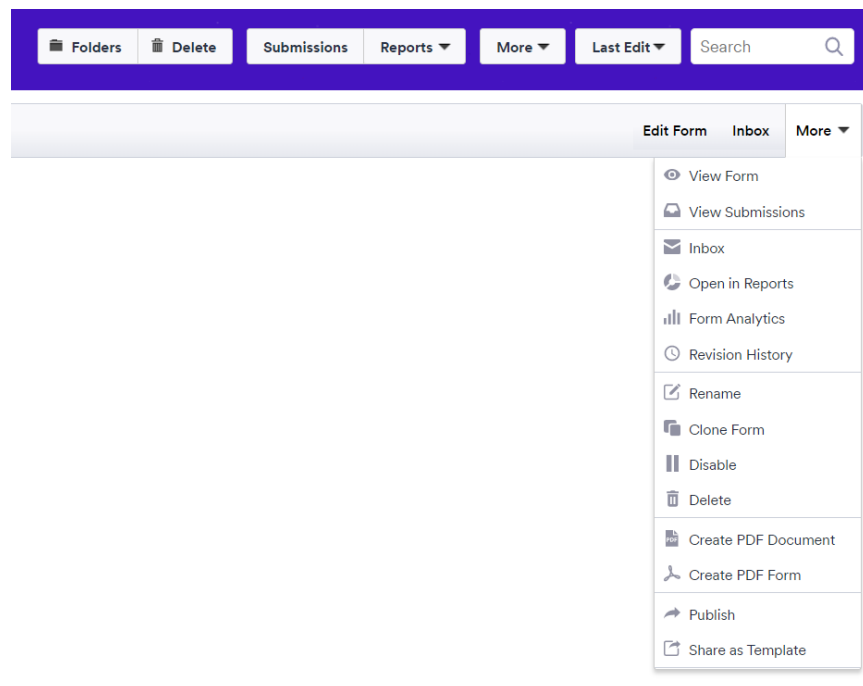 Folders Delete Submissions Reports More Last Edit Search
Edit Form Inbox More
View Form
View Submissions
Inbox
Open in Reports
Form Analytics
Revision History
Rename
Clone Form
Disable
Delete
PDF Create PDF Document
Create PDF Form
Publish
Share as Template